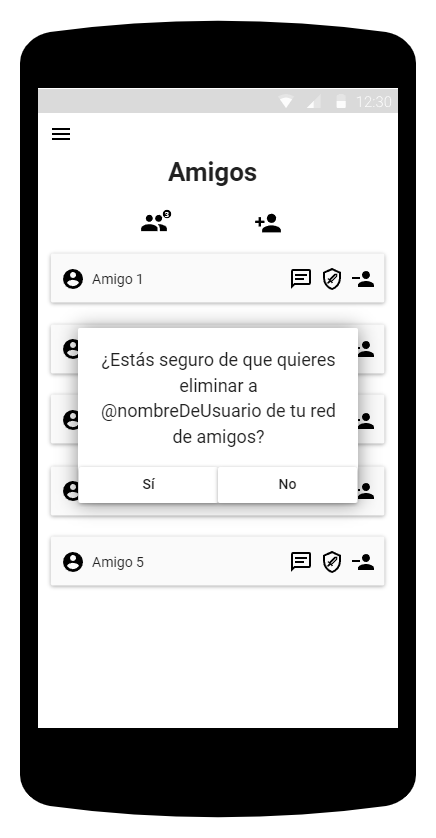 12:30
Amigos
3
Amigo 1
¿Estás seguro de que quieres
eliminar a
@nombreDeUsuario de tu red
de amigos?
Sí No
Amigo 5